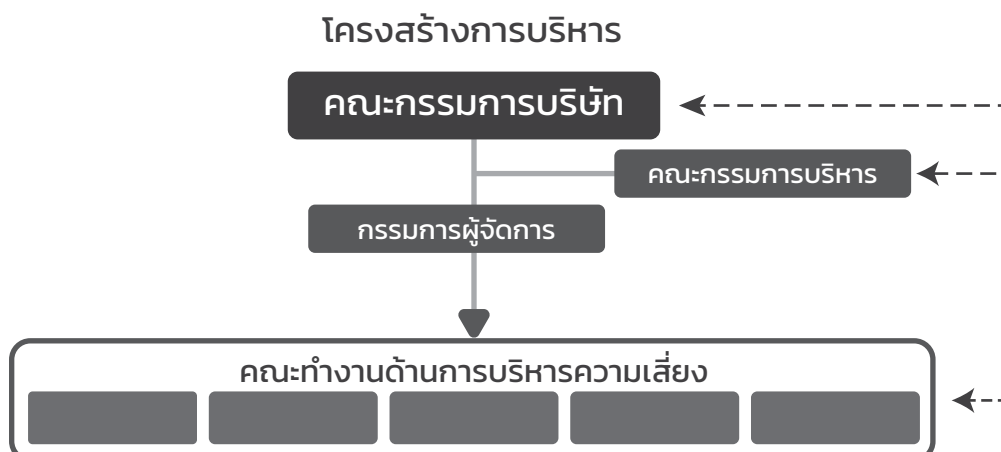 โครงสร้างการบริหาร
คณะกรรมการบริษัท
คณะกรรมการบริหาร
กรรมการผู้จัดการ
คณะทำงานด้านการบริหารความเสี่ยง